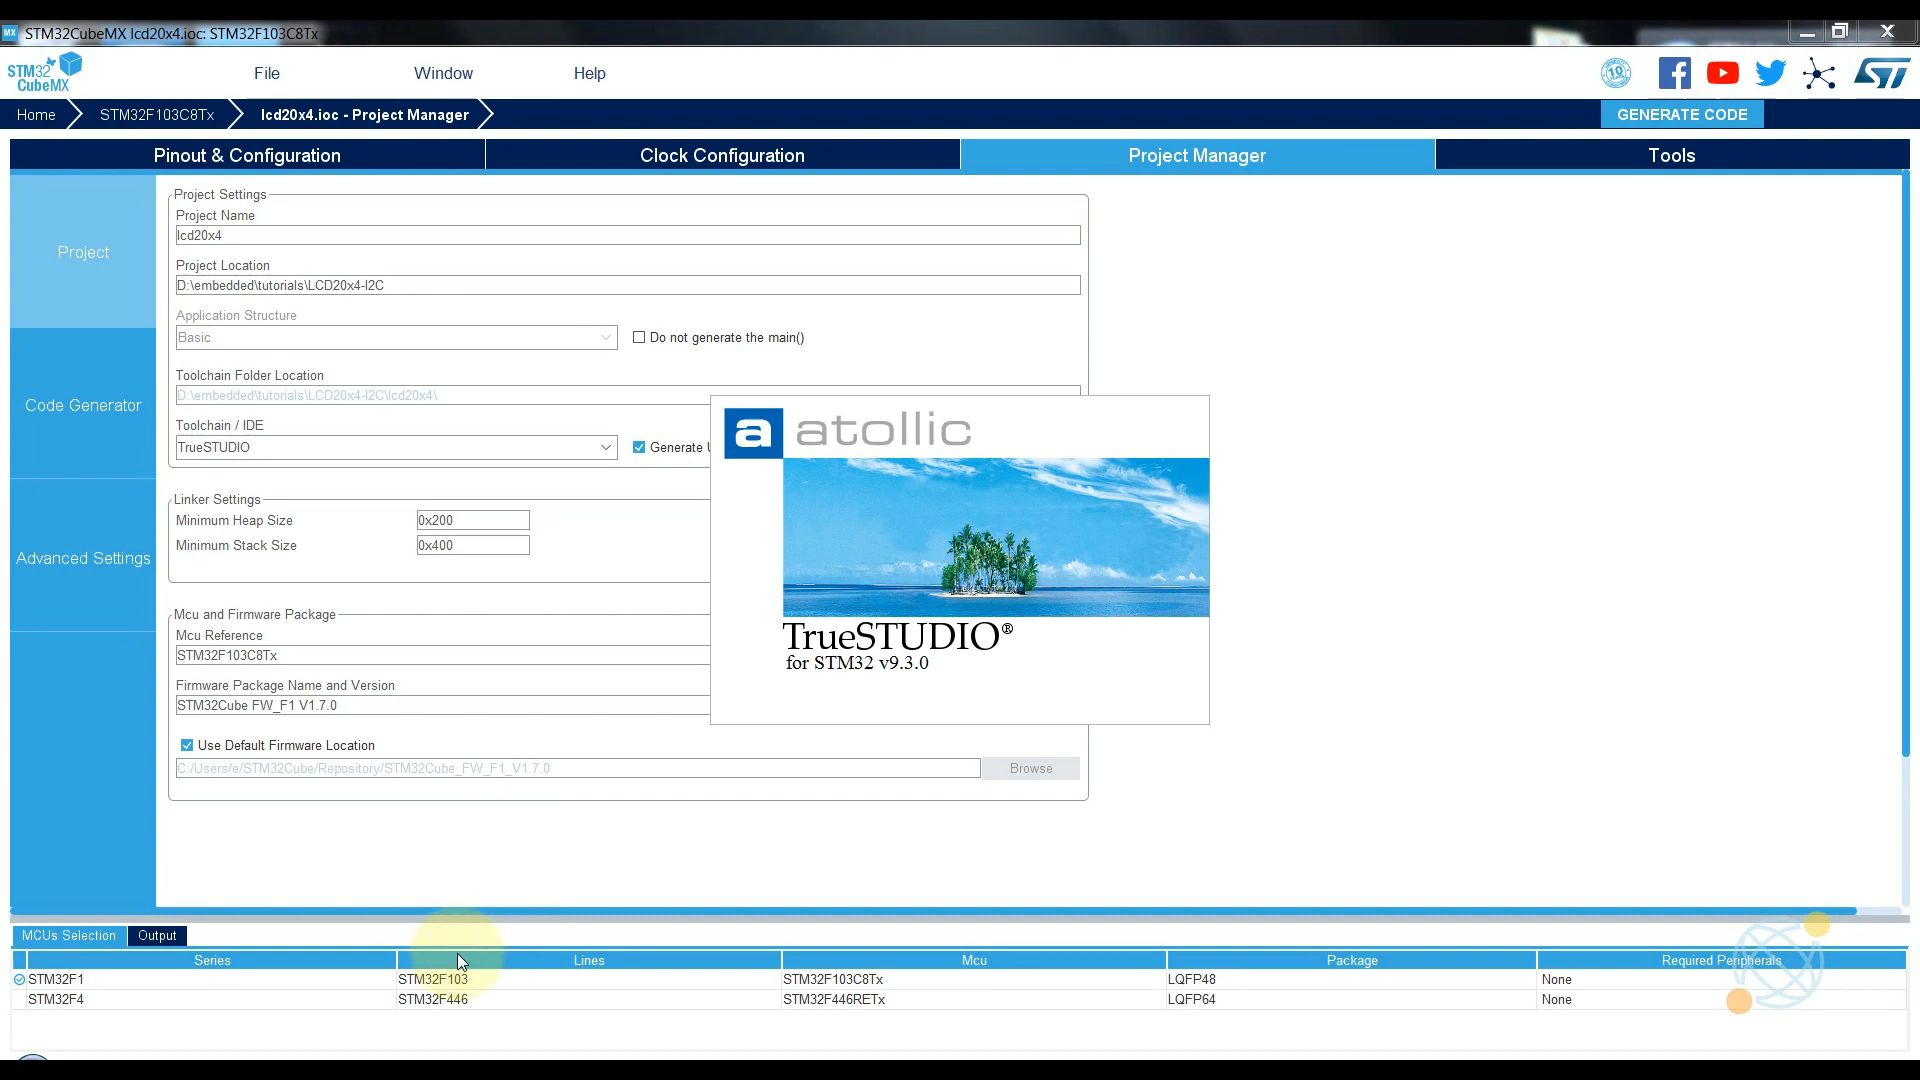 MX STM32CubeMX lcd20x4.ioc: STM32F103C8Tx
STM32 CubeMX
File Window Help
10
ST
Home STM32F103C8Tx lcd20x4.ioc - Project Manager GENERATE CODE
Pinout & Configuration Clock Configuration Project Manager Tools
Project
Code Generator
Advanced Settings
Project Settings
Project Name
lcd20x4
Project Location
D:\embedded\tutorials\LCD20x4-I2C
Application Structure
Basic Do not generate the main()
Toolchain Folder Location
D:\embedded\tutorials\LCD20x4-I2C\lcd20x4\
Toolchain / IDE
TrueSTUDIO Generate
Linker Settings
Minimum Heap Size 0x200
Minimum Stack Size 0x400
Mcu and Firmware Package
Mcu Reference
STM32F103C8Tx
Firmware Package Name and Version
STM32Cube FW_F1 V1.7.0
Use Default Firmware Location
C:/Users/e/STM32Cube/Repository/STM32Cube_FW_F1_V1.7.0 Browse
a atollic
TrueSTUDIO®
for STM32 v9.3.0
MCUs Selection Output
Series Lines Mcu Package Required Peripherals
STM32F1 STM32F103 STM32F103C8Tx LQFP48 None
STM32F4 STM32F446 STM32F446RETx LQFP64 None